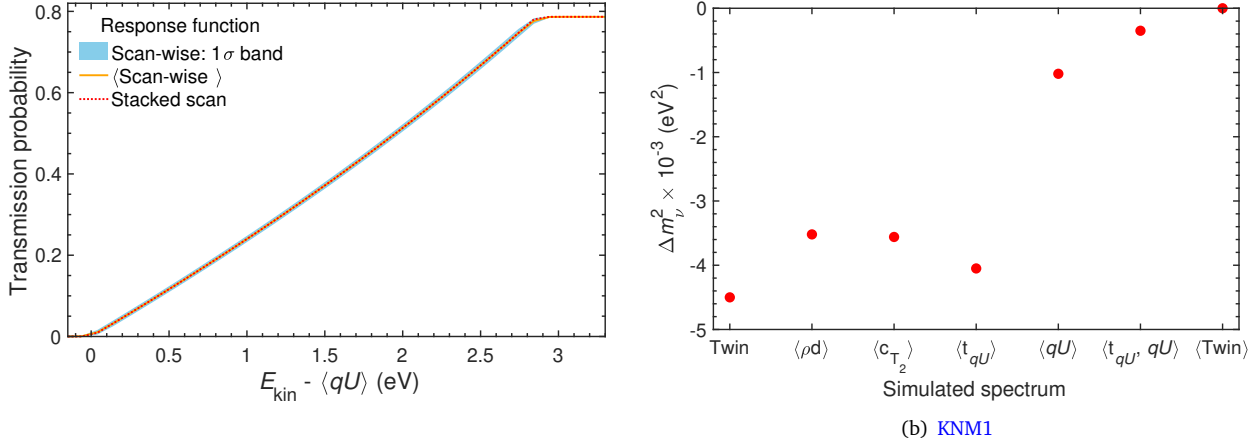 Response function
Scan-wise: 1σ band
⟨Scan-wise ⟩
Stacked scan
Transmission probability
0.8
0.6
0.4
0.2
0
0 0.5 1 1.5 2 2.5 3
E_kin - ⟨qU⟩ (eV)
Δm²_ν × 10⁻³ (eV²)
0
-1
-2
-3
-4
-5
Twin ⟨ρd⟩ ⟨c_T₂⟩ ⟨t_qU⟩ ⟨qU⟩ ⟨t_qU, qU⟩ ⟨Twin⟩
Simulated spectrum
(b) KNM1